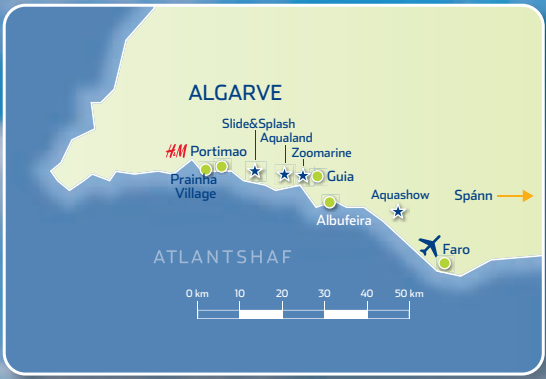 ALGARVE
Slide&Splash
Aqualand
H&M Portimao
Zoomarine
Prainha
Village
Guia
Aquashow
Spánn
Albufeira
Faro
ATLANTSHAF
0 km 10 20 30 40 50 km